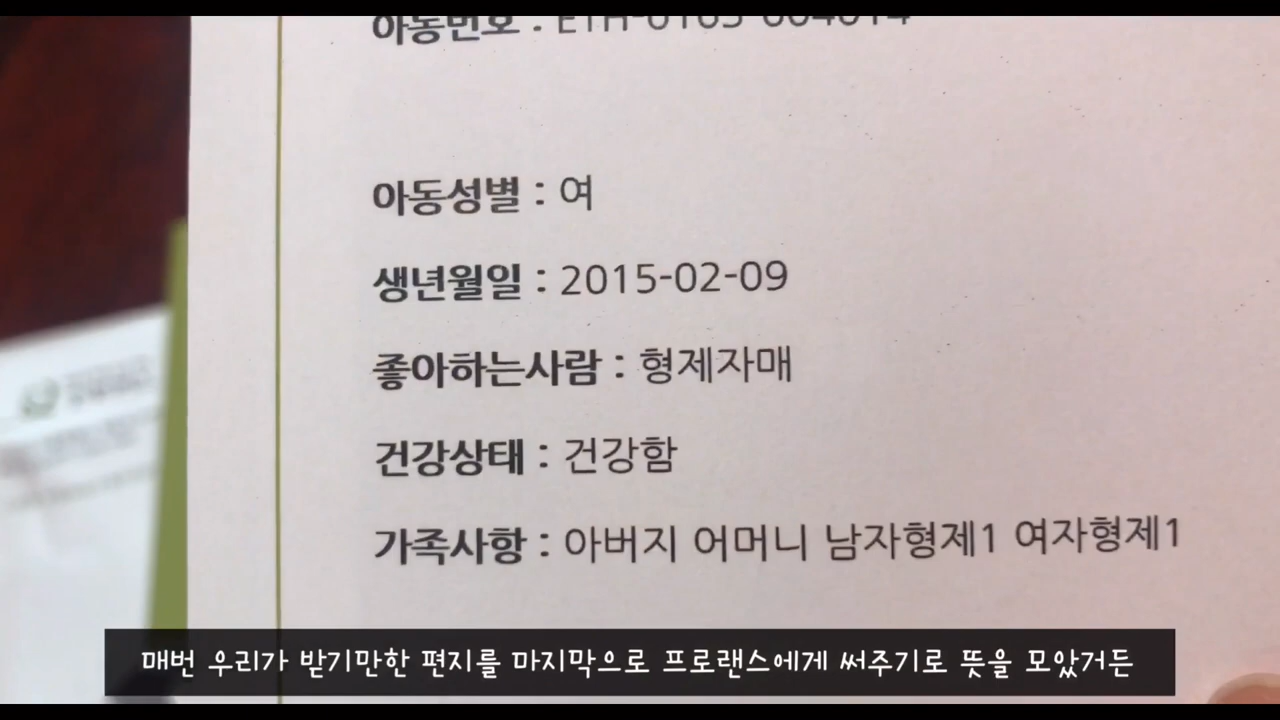 아동번호 :
아동성별 : 여
생년월일 : 2015-02-09
좋아하는사람 : 형제자매
건강상태 : 건강함
가족사항 : 아버지 어머니 남자형제1 여자형제1
매번 우리가 받기만한 편지를 마지막으로 프로랜스에게 써주기로 뜻을 모았거든